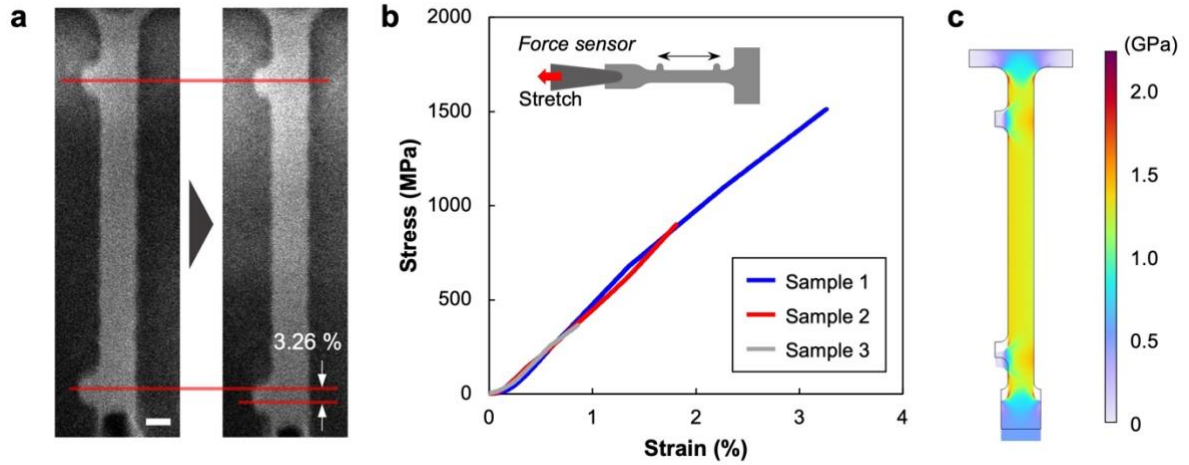 a
3.26 %
b
2000
1500
1000
500
0
Stress (MPa)
Force sensor
Stretch
Sample 1
Sample 2
Sample 3
0
1
2
3
4
Strain (%)
c
(GPa)
2.0
1.5
1.0
0.5
0